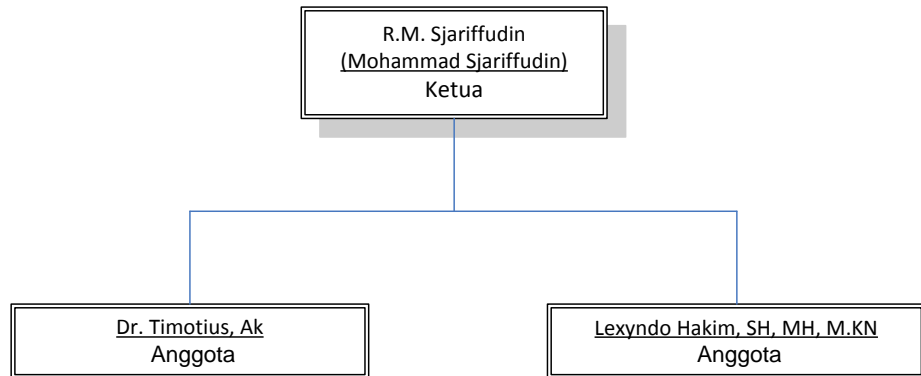 R.M. Sjariffudin
(Mohammad Sjariffudin)
Ketua
Dr. Timotius, Ak
Anggota
Lexyndo Hakim, SH, MH, M.KN
Anggota